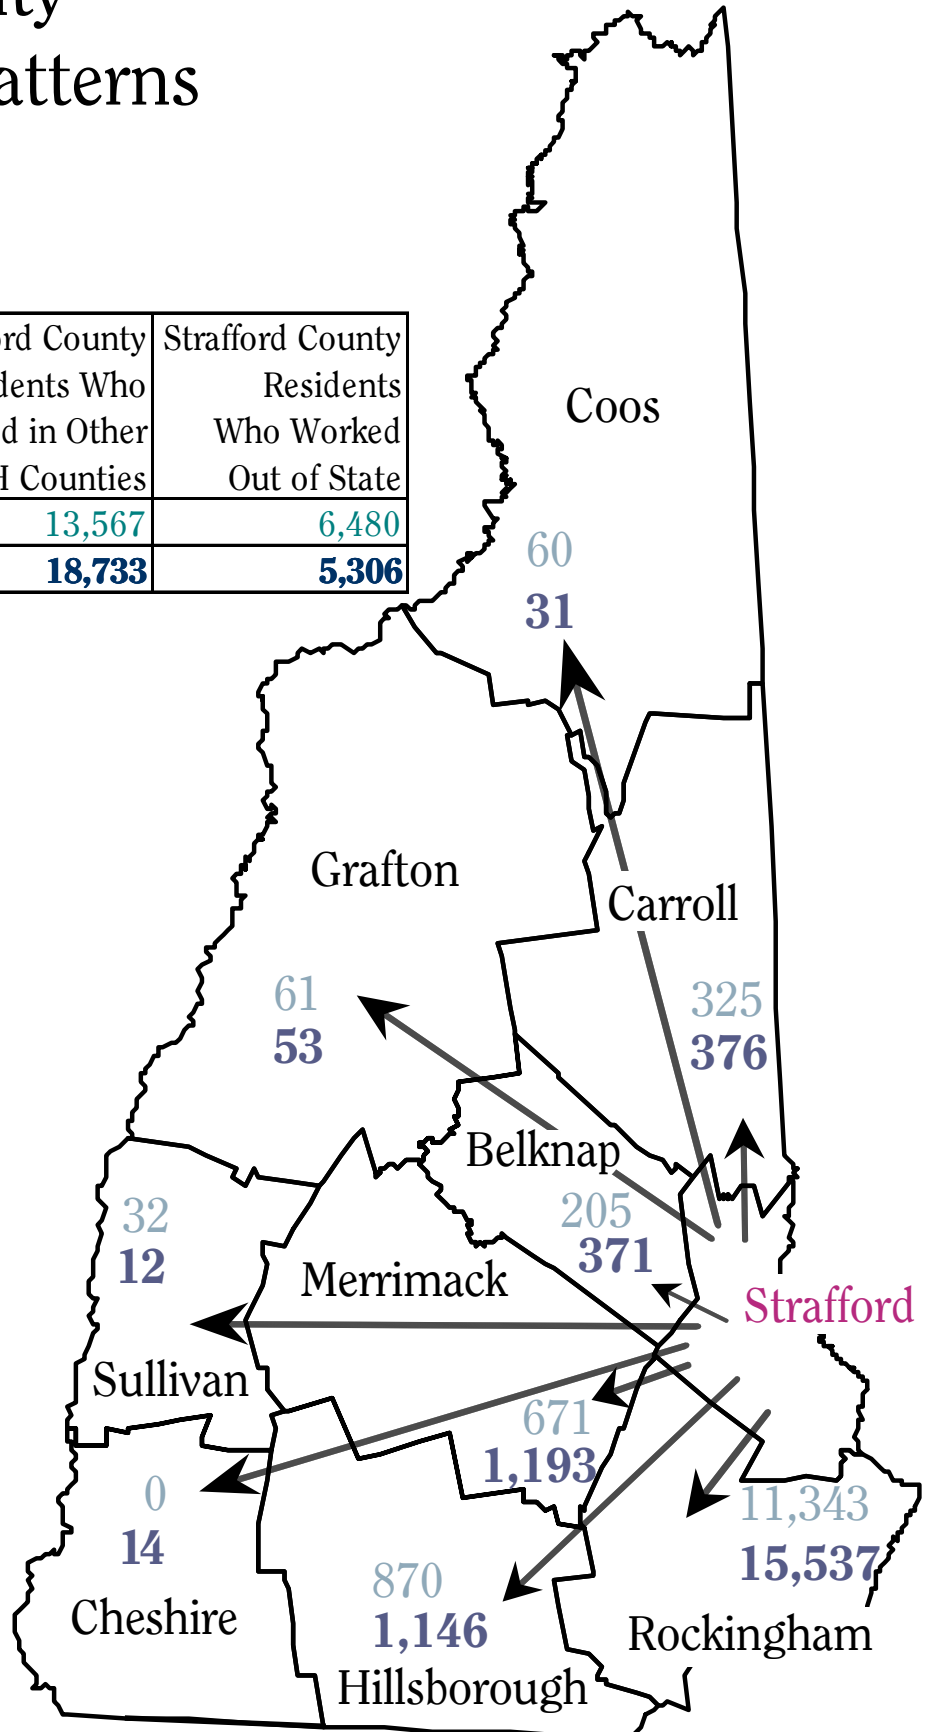 ity
atterns
ord County
dents Who
d in Other
H Counties
Strafford County
Residents
Who Worked
Out of State
13,567
6,480
18,733
5,306
Coos
60
31
Grafton
61
53
Carroll
325
376
Belknap
205
371
32
12
Sullivan
Merrimack
671
1,193
Strafford
0
14
Cheshire
870
1,146
Hillsborough
11,343
15,537
Rockingham